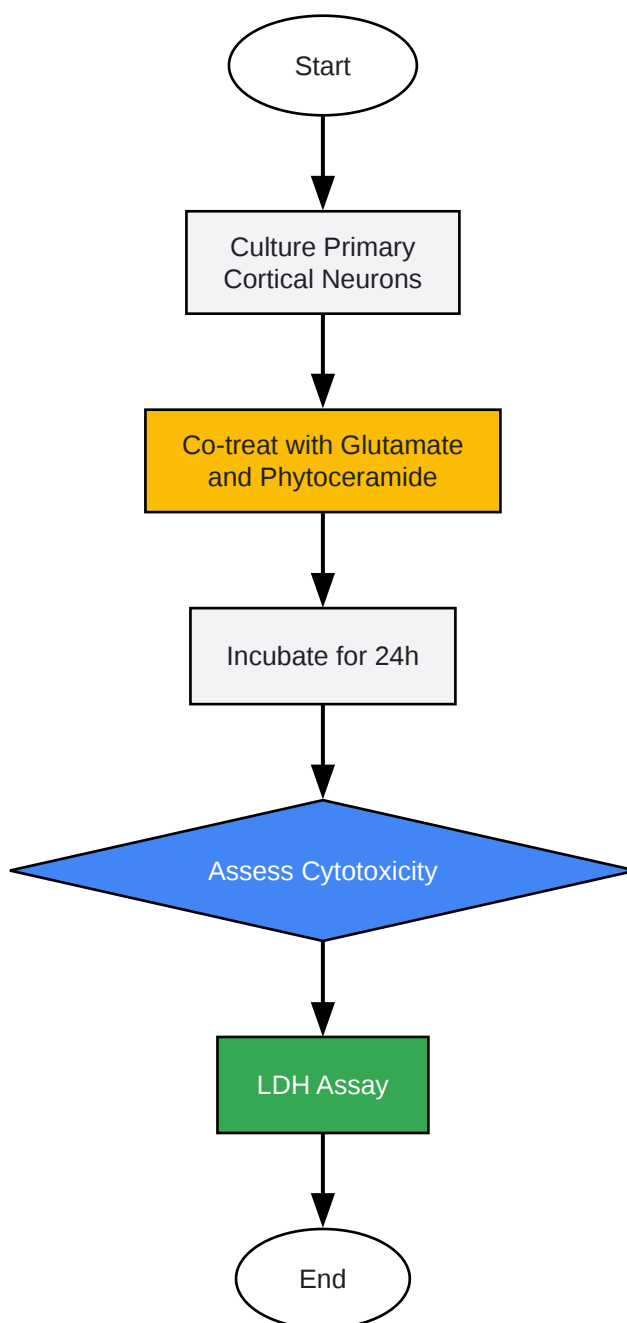 Start
Culture Primary
Cortical Neurons
Co-treat with Glutamate
and Phytoceramide
Incubate for 24h
Assess Cytotoxicity
LDH Assay
End